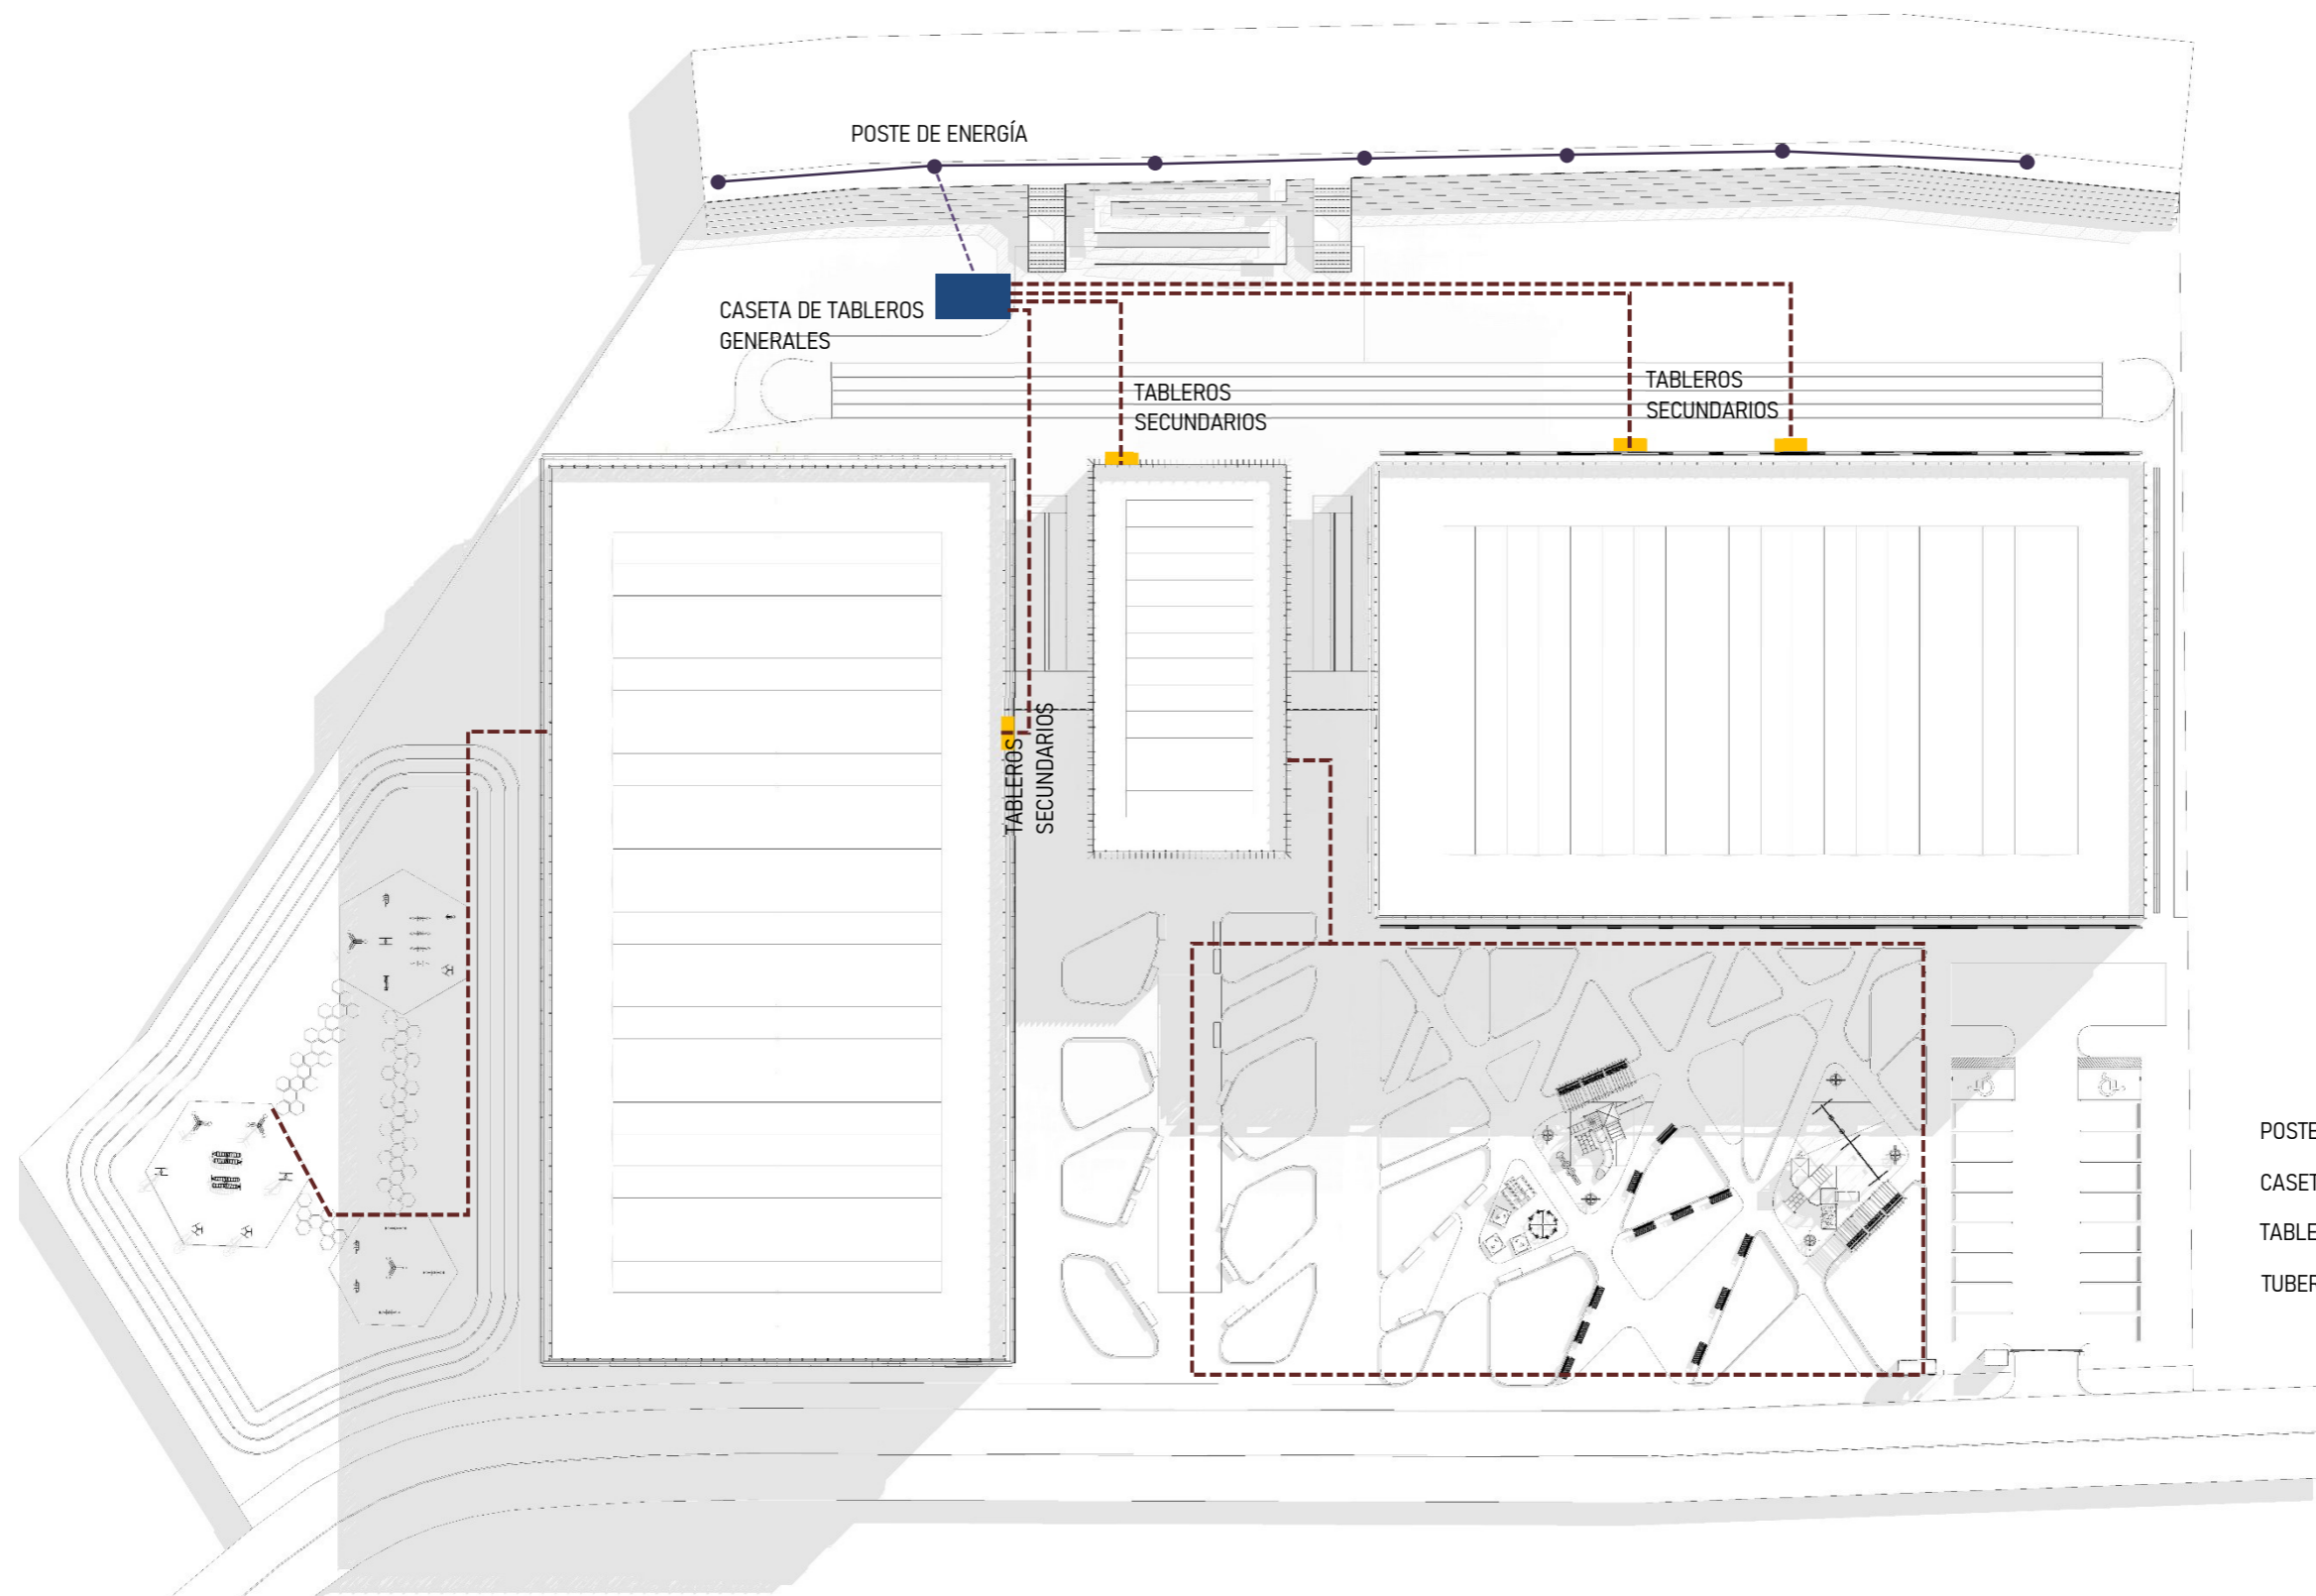 POSTE DE ENERGÍA
CASETA DE TABLEROS
GENERALES
TABLEROS
SECUNDARIOS
TABLEROS
SECUNDARIOS
TABLEROS
SECUNDARIOS
POSTE
CASET
TABLE
TUBER